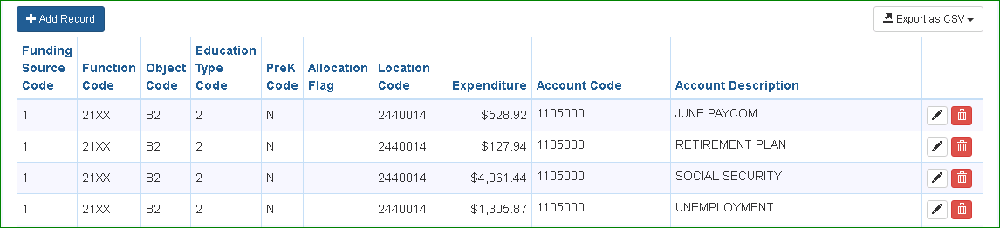 Add Record
Export as CSV
Funding Source Code Function Code Object Code Education Type Code PreK Code Allocation Flag Location Code Expenditure Account Code Account Description
1 21XX B2 2 N 2440014 $528.92 1105000 JUNE PAYCOM
1 21XX B2 2 N 2440014 $127.94 1105000 RETIREMENT PLAN
1 21XX B2 2 N 2440014 $4,061.44 1105000 SOCIAL SECURITY
1 21XX B2 2 N 2440014 $1,305.87 1105000 UNEMPLOYMENT